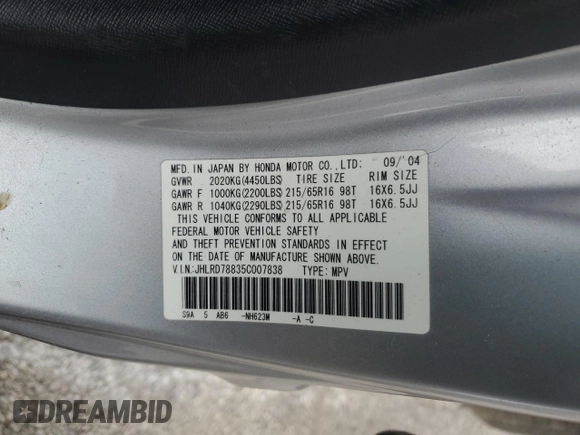 MFD. IN JAPAN BY HONDA MOTOR CO.,LTD: 09/'04
GVWR 2020KG(4450LBS) TIRE SIZE RIM SIZE
GAWR F 1000KG(2200LBS) 215/65R16 98T 16X6.5JJ
GAWR R 1040KG(2290LBS) 215/65R16 98T 16X6.5JJ
THIS VEHICLE CONFORMS TO ALL APPLICABLE
FEDERAL MOTOR VEHICLE SAFETY
AND THEFT PREVENTION STANDARDS IN EFFECT
ON THE DATE OF MANUFACTURE SHOWN ABOVE.
V.I.N:JHLRD78835C007838 TYPE: MPV
S9A 5 AB6 -NH623M -A -C
DREAMBID